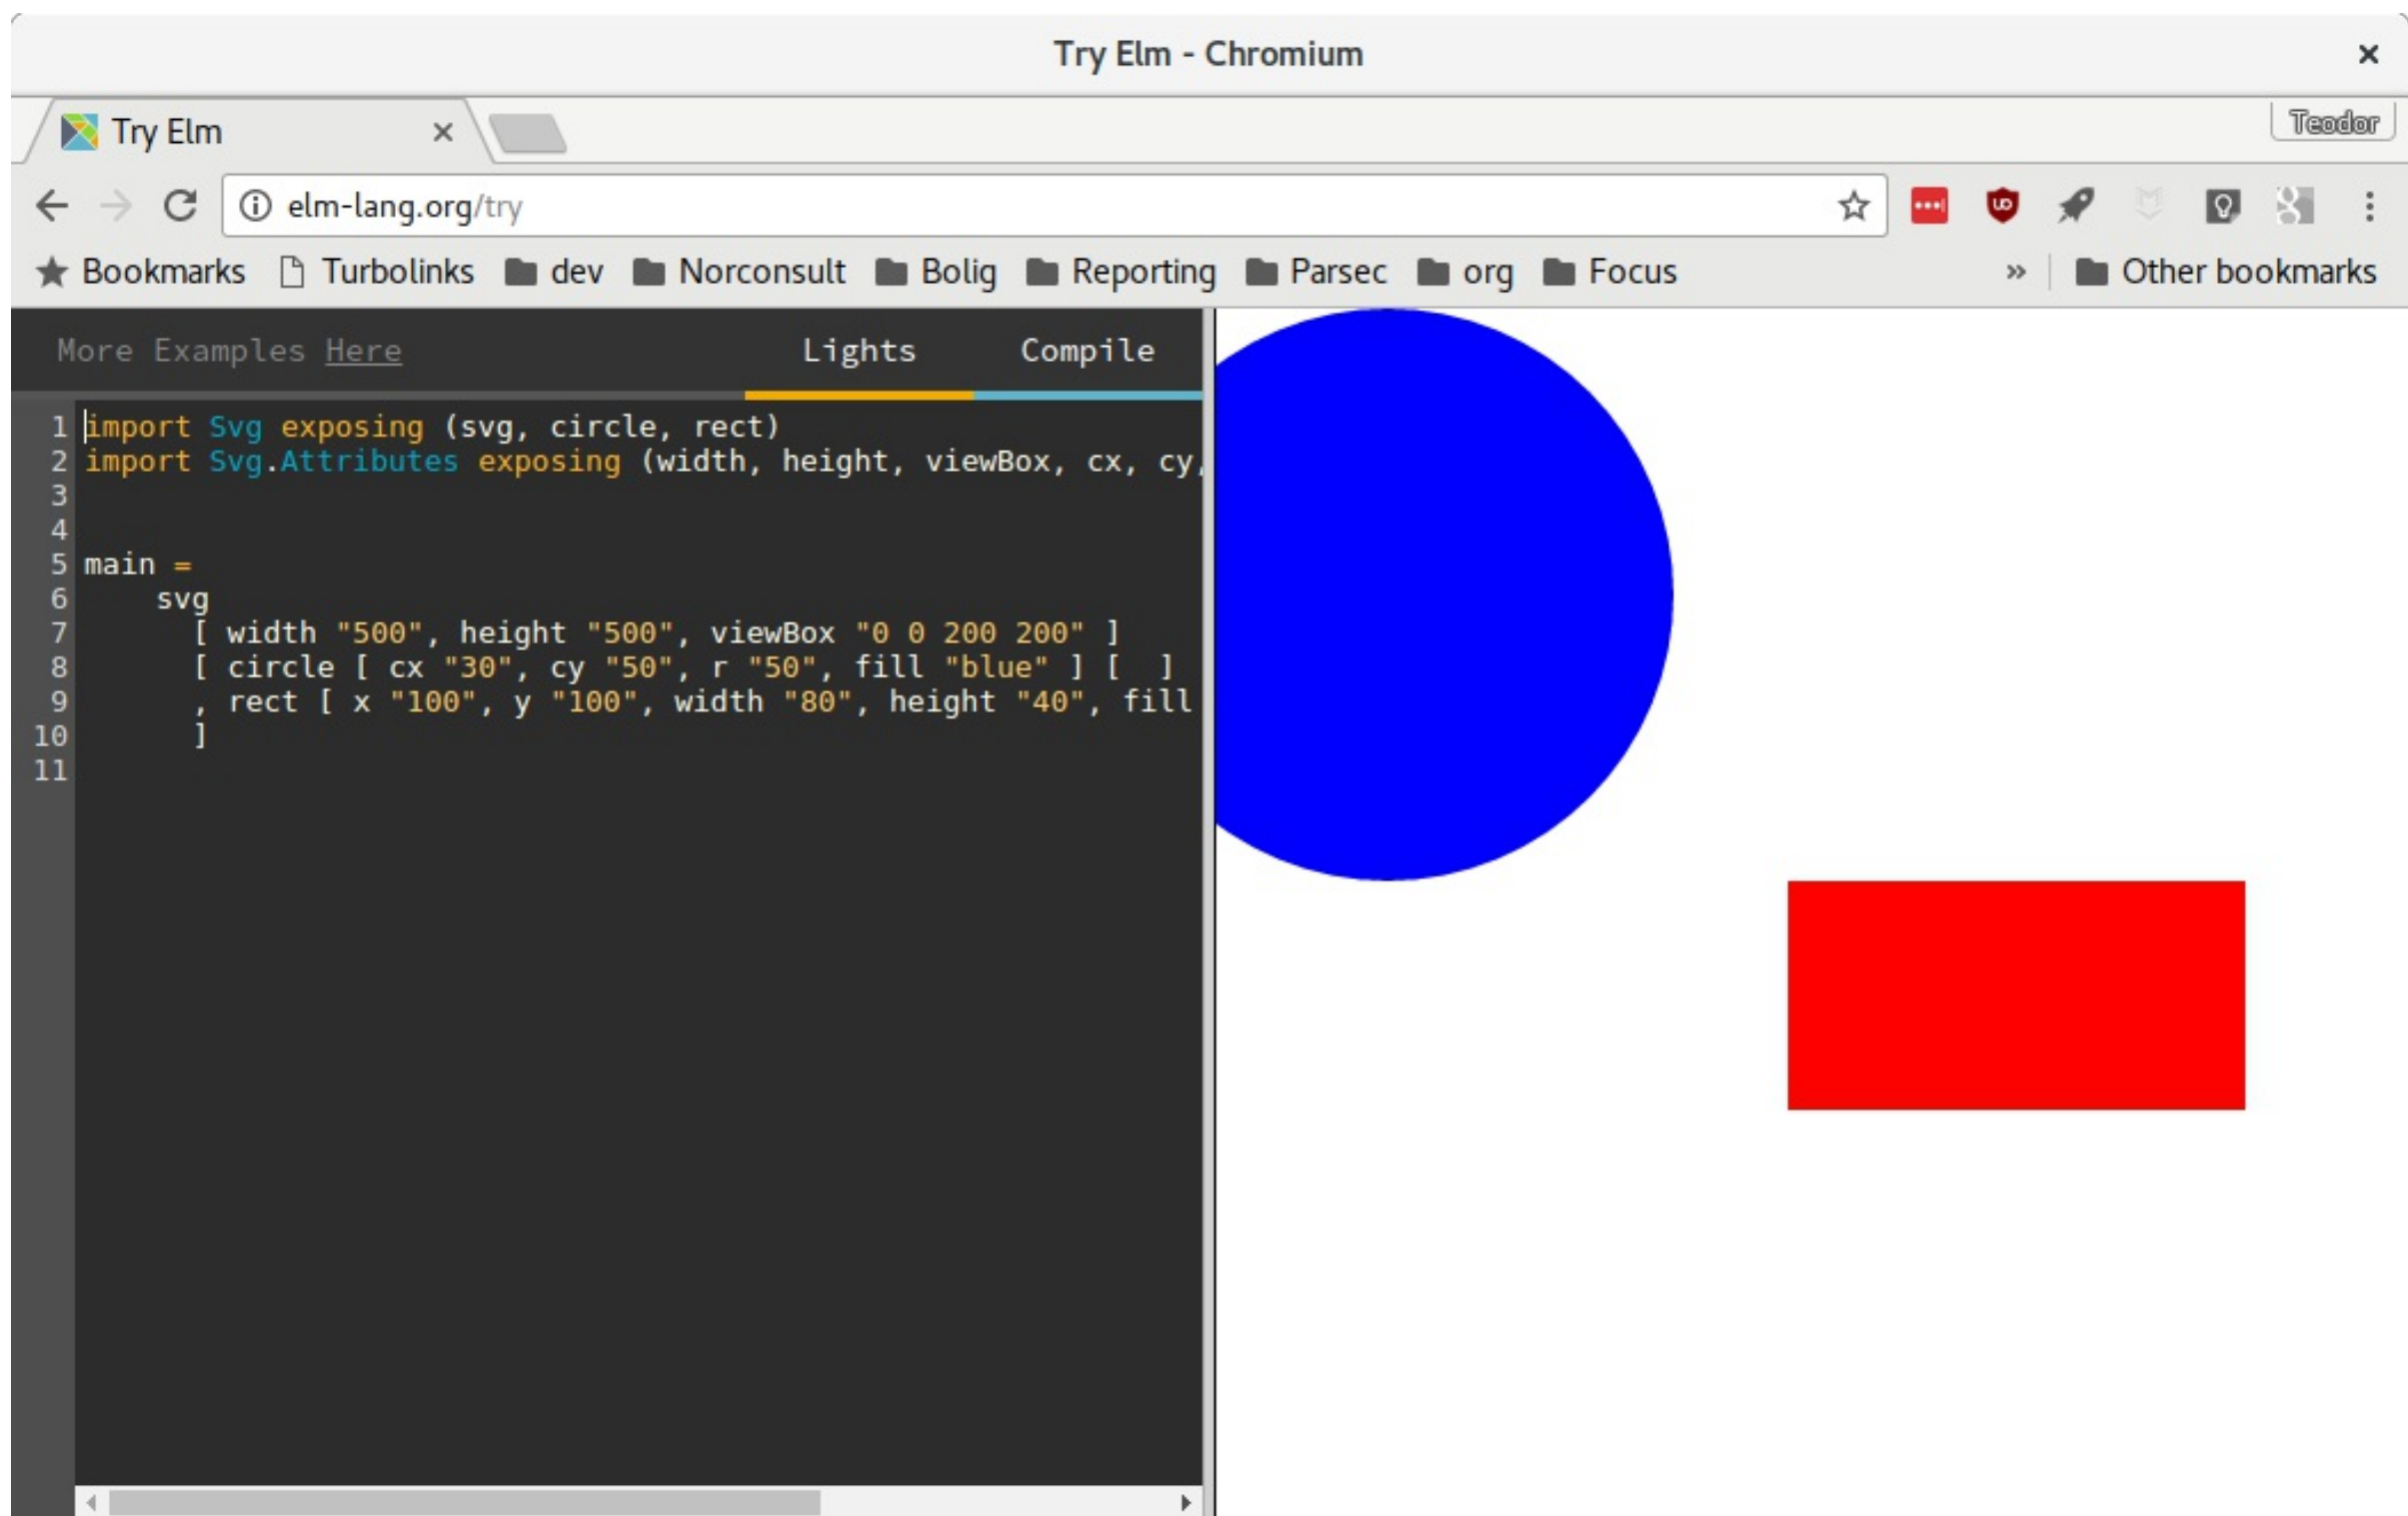 Try Elm - Chromium
Try Elm
Teodor
elm-lang.org/try
Bookmarks Turbolinks dev Norconsult Bolig Reporting Parsec org Focus » Other bookmarks
More Examples Here Lights Compile
1 import Svg exposing (svg, circle, rect)
2 import Svg.Attributes exposing (width, height, viewBox, cx, cy,
3
4
5 main =
6     svg
7       [ width "500", height "500", viewBox "0 0 200 200" ]
8       [ circle [ cx "30", cy "50", r "50", fill "blue" ] [  ]
9       , rect [ x "100", y "100", width "80", height "40", fill
10       ]
11